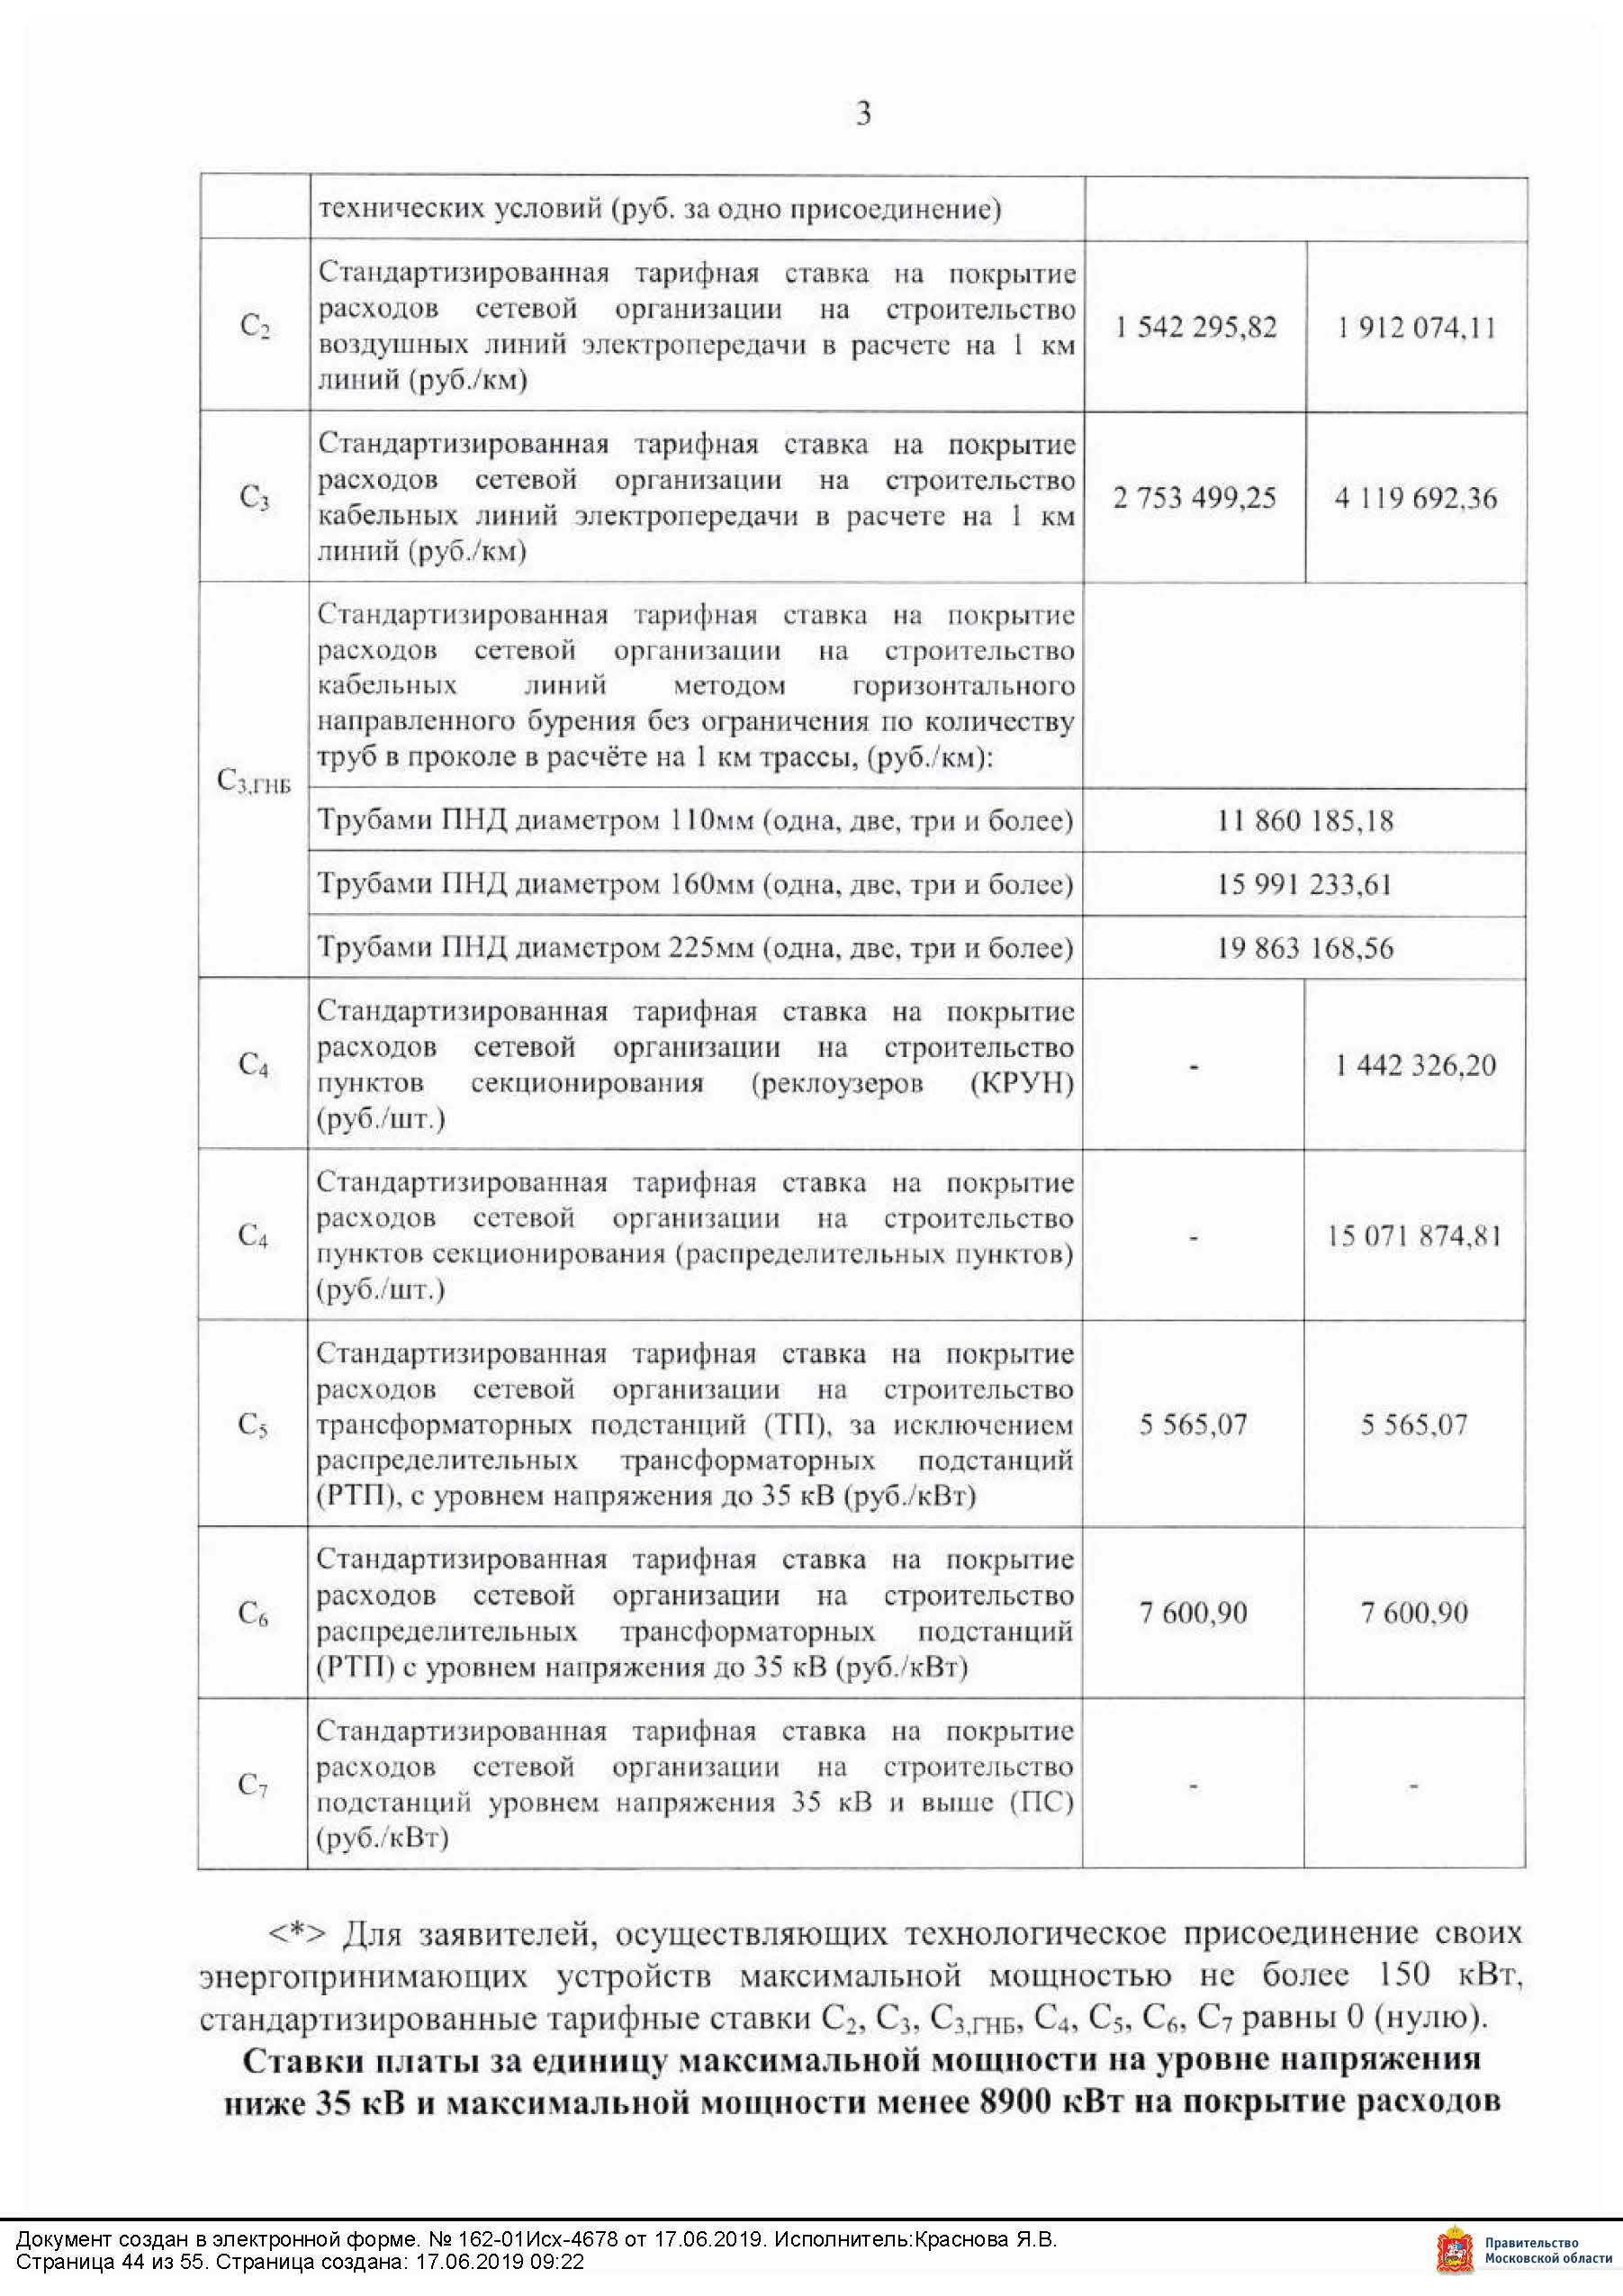 3
технических условий (руб. за одно присоединение)
С2
Стандартизированная тарифная ставка на покрытие
расходов сетевой организации на строительство
воздушных линий электропередачи в расчете на 1 км
линий (руб./км)
1 542 295,82
1 912 074,11
С3
Стандартизированная тарифная ставка на покрытие
расходов сетевой организации на строительство
кабельных линий электропередачи в расчете на 1 км
линий (руб./км)
2 753 499,25
4 119 692,36
С3,ГНБ
Стандартизированная тарифная ставка на покрытие
расходов сетевой организации на строительство
кабельных линий методом горизонтального
направленного бурения без ограничения по количеству
труб в проколе в расчёте на 1 км трассы, (руб./км):
Трубами ПНД диаметром 110мм (одна, две, три и более)
11 860 185,18
Трубами ПНД диаметром 160мм (одна, две, три и более)
15 991 233,61
Трубами ПНД диаметром 225мм (одна, две, три и более)
19 863 168,56
С4
Стандартизированная тарифная ставка на покрытие
расходов сетевой организации на строительство
пунктов секционирования (реклоузеров (КРУН)
(руб./шт.)
-
1 442 326,20
С4
Стандартизированная тарифная ставка на покрытие
расходов сетевой организации на строительство
пунктов секционирования (распределительных пунктов)
(руб./шт.)
-
15 071 874,81
С5
Стандартизированная тарифная ставка на покрытие
расходов сетевой организации на строительство
трансформаторных подстанций (ТП), за исключением
распределительных трансформаторных подстанций
(РТП), с уровнем напряжения до 35 кВ (руб./кВт)
5 565,07
5 565,07
С6
Стандартизированная тарифная ставка на покрытие
расходов сетевой организации на строительство
распределительных трансформаторных подстанций
(РТП) с уровнем напряжения до 35 кВ (руб./кВт)
7 600,90
7 600,90
С7
Стандартизированная тарифная ставка на покрытие
расходов сетевой организации на строительство
подстанций уровнем напряжения 35 кВ и выше (ПС)
(руб./кВт)
-
-
<*> Для заявителей, осуществляющих технологическое присоединение своих
энергопринимающих устройств максимальной мощностью не более 150 кВт,
стандартизированные тарифные ставки С2, С3, С3,ГНБ, С4, С5, С6, С7 равны 0 (нулю).
Ставки платы за единицу максимальной мощности на уровне напряжения
ниже 35 кВ и максимальной мощности менее 8900 кВт на покрытие расходов
Документ создан в электронной форме. № 162-01Исх-4678 от 17.06.2019. Исполнитель:Краснова Я.В.
Страница 44 из 55. Страница создана: 17.06.2019 09:22
Правительство
Московской области